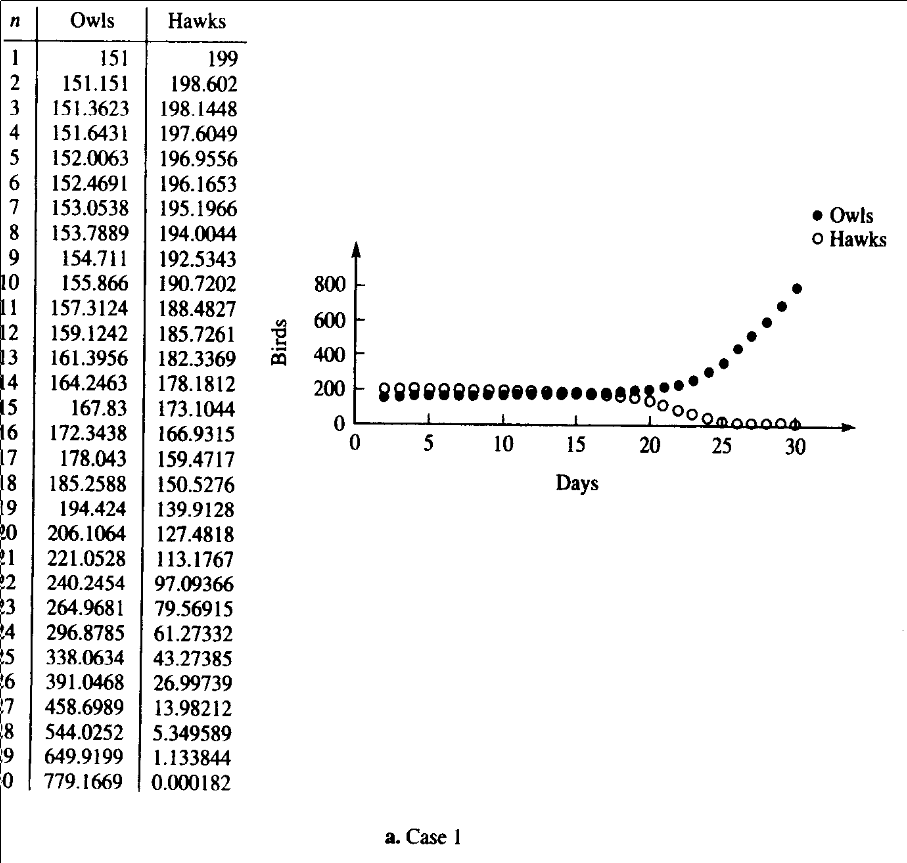 n Owls Hawks
1 151 199
2 151.151 198.602
3 151.3623 198.1448
4 151.6431 197.6049
5 152.0063 196.9556
6 152.4691 196.1653
7 153.0538 195.1966
8 153.7889 194.0044
9 154.711 192.5343
10 155.866 190.7202
11 157.3124 188.4827
12 159.1242 185.7261
13 161.3956 182.3369
14 164.2463 178.1812
15 167.83 173.1044
16 172.3438 166.9315
17 178.043 159.4717
18 185.2588 150.5276
19 194.424 139.9128
20 206.1064 127.4818
21 221.0528 113.1767
22 240.2454 97.09366
23 264.9681 79.56915
24 296.8785 61.27332
25 338.0634 43.27385
26 391.0468 26.99739
27 458.6989 13.98212
28 544.0252 5.349589
29 649.9199 1.133844
0 779.1669 0.000182
Owls
Hawks
Birds
800
600
400
200
0
0 5 10 15 20 25 30
Days
a. Case 1